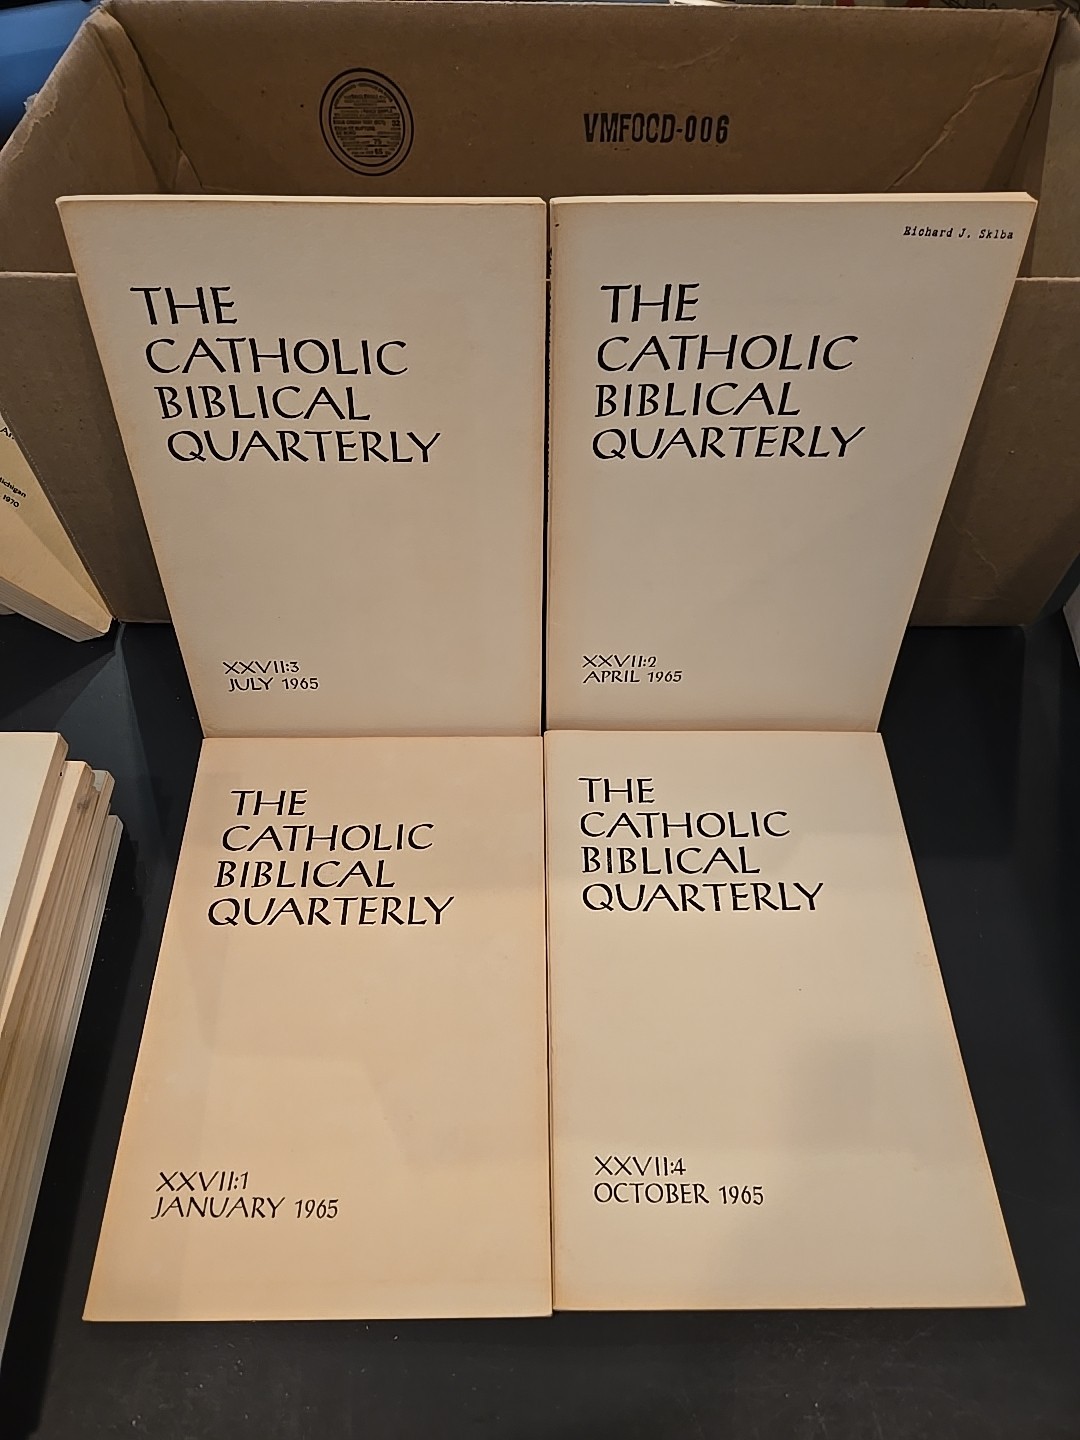 VMFOCD-006
THE
CATHOLIC
BIBLICAL
QUARTERLY
XXVII:3
JULY 1965
Richard J. Sklba
THE
CATHOLIC
BIBLICAL
QUARTERLY
XXVII:2
APRIL 1965
1970
THE
CATHOLIC
BIBLICAL
QUARTERLY
XXVII:1
JANUARY 1965
THE
CATHOLIC
BIBLICAL
QUARTERLY
XXVII:4
OCTOBER 1965